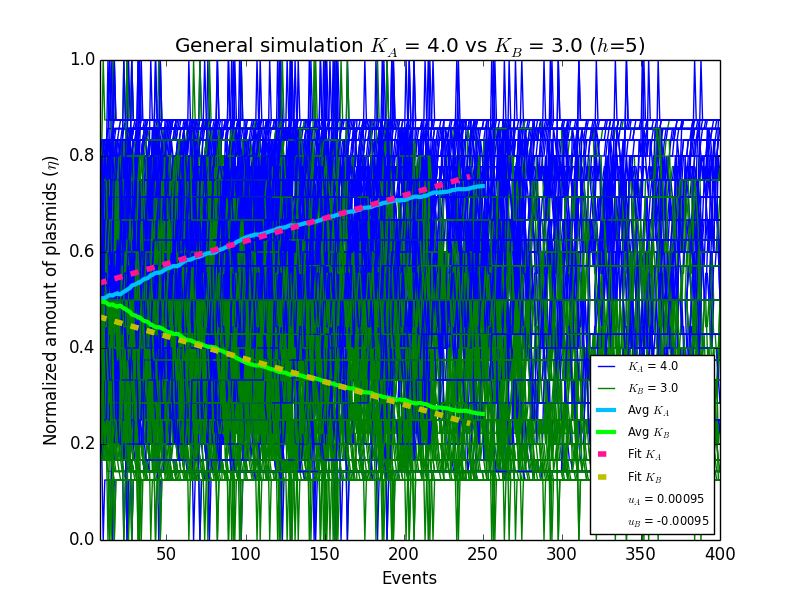 General simulation K_A = 4.0 vs K_B = 3.0 (h=5)
Normalized amount of plasmids (η)
1.0
0.8
0.6
0.4
0.2
0.0
K_A = 4.0
K_B = 3.0
Avg K_A
Avg K_B
Fit K_A
Fit K_B
u_A = 0.00095
u_B = -0.00095
50 100 150 200 250 300 350 400
Events